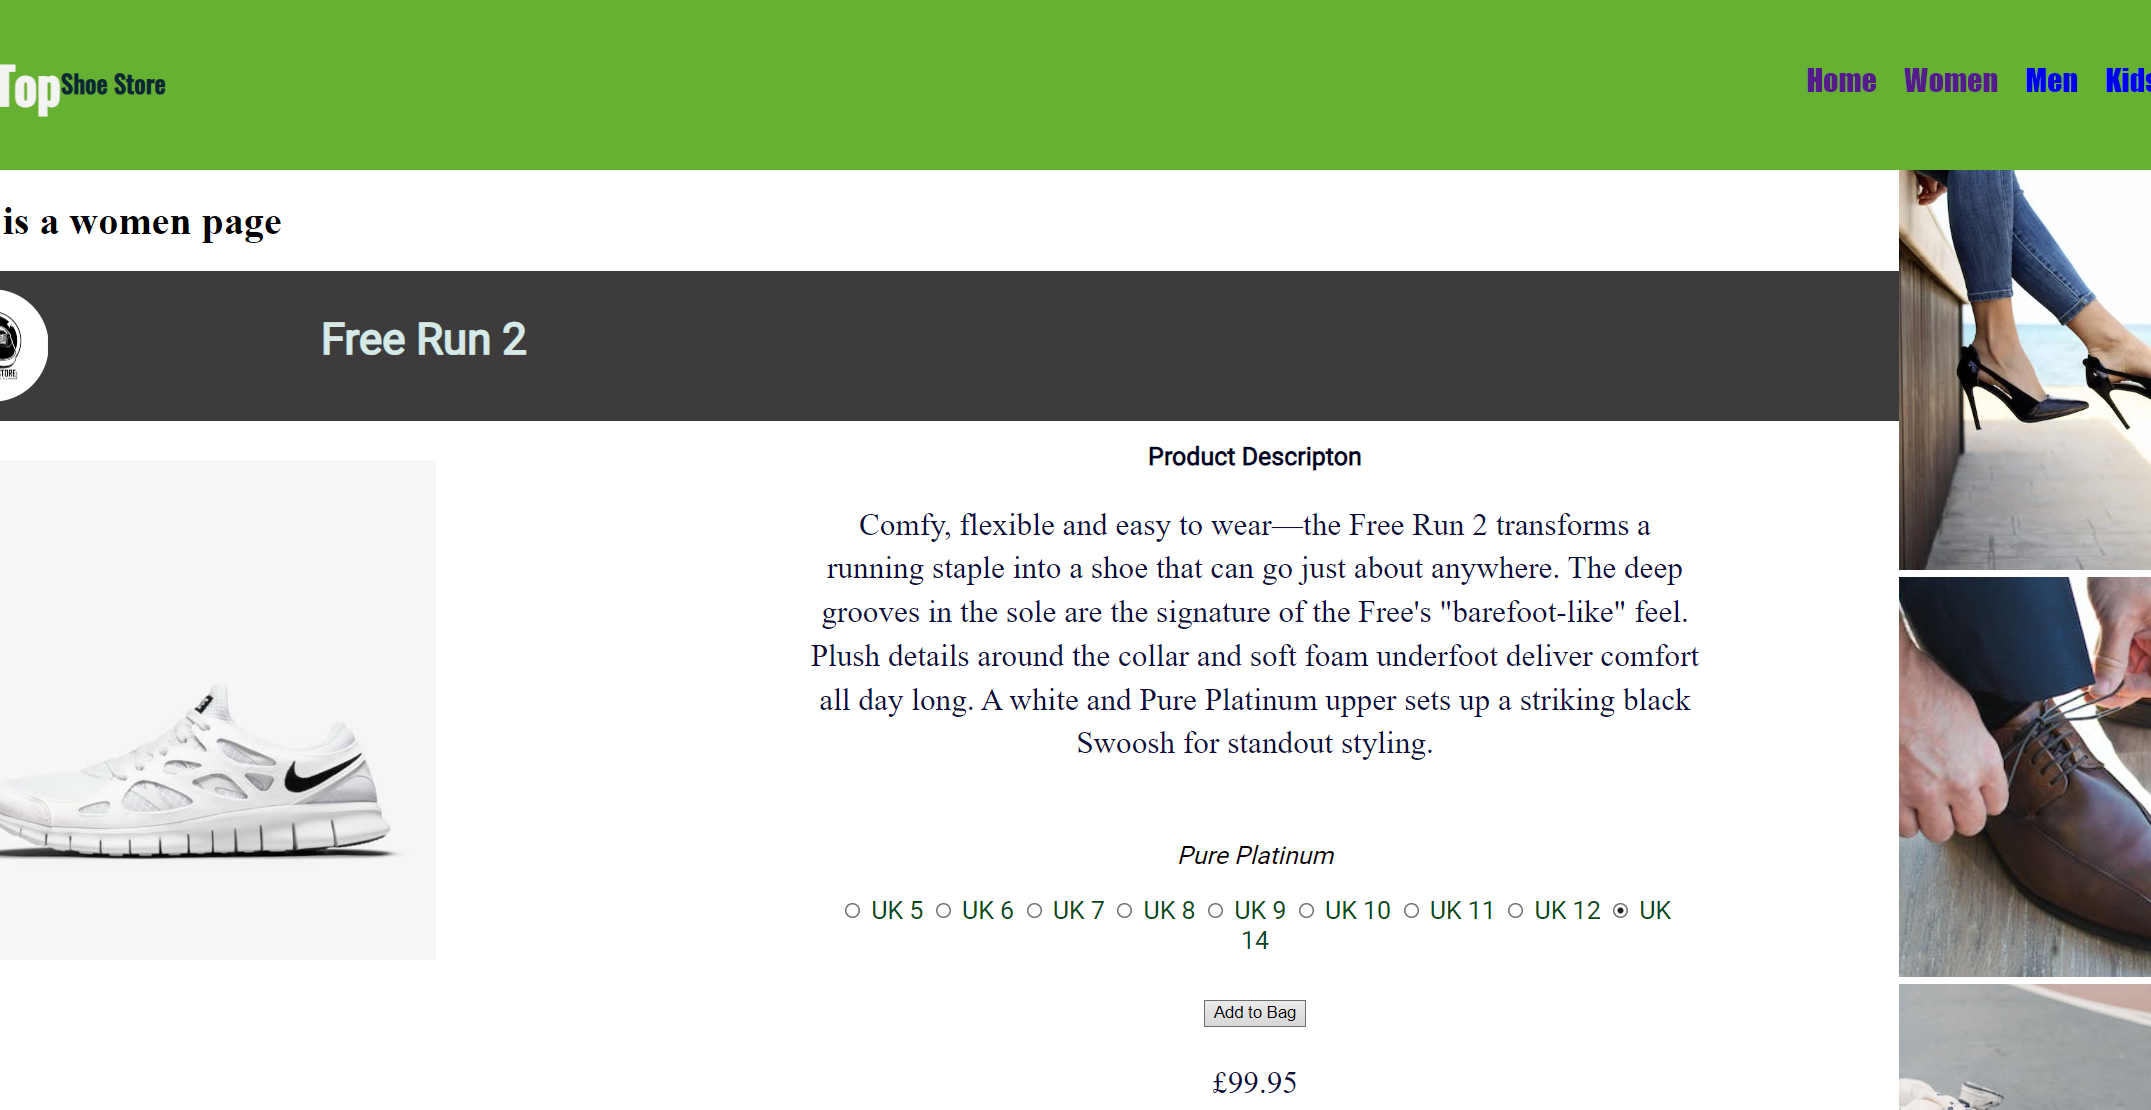 Top Shoe Store
Home Women Men Kids
is a women page
STORE
Free Run 2
Product Descripton
Comfy, flexible and easy to wear—the Free Run 2 transforms a
running staple into a shoe that can go just about anywhere. The deep
grooves in the sole are the signature of the Free's "barefoot-like" feel.
Plush details around the collar and soft foam underfoot deliver comfort
all day long. A white and Pure Platinum upper sets up a striking black
Swoosh for standout styling.
Pure Platinum
UK 5 UK 6 UK 7 UK 8 UK 9 UK 10 UK 11 UK 12 UK
14
Add to Bag
£99.95